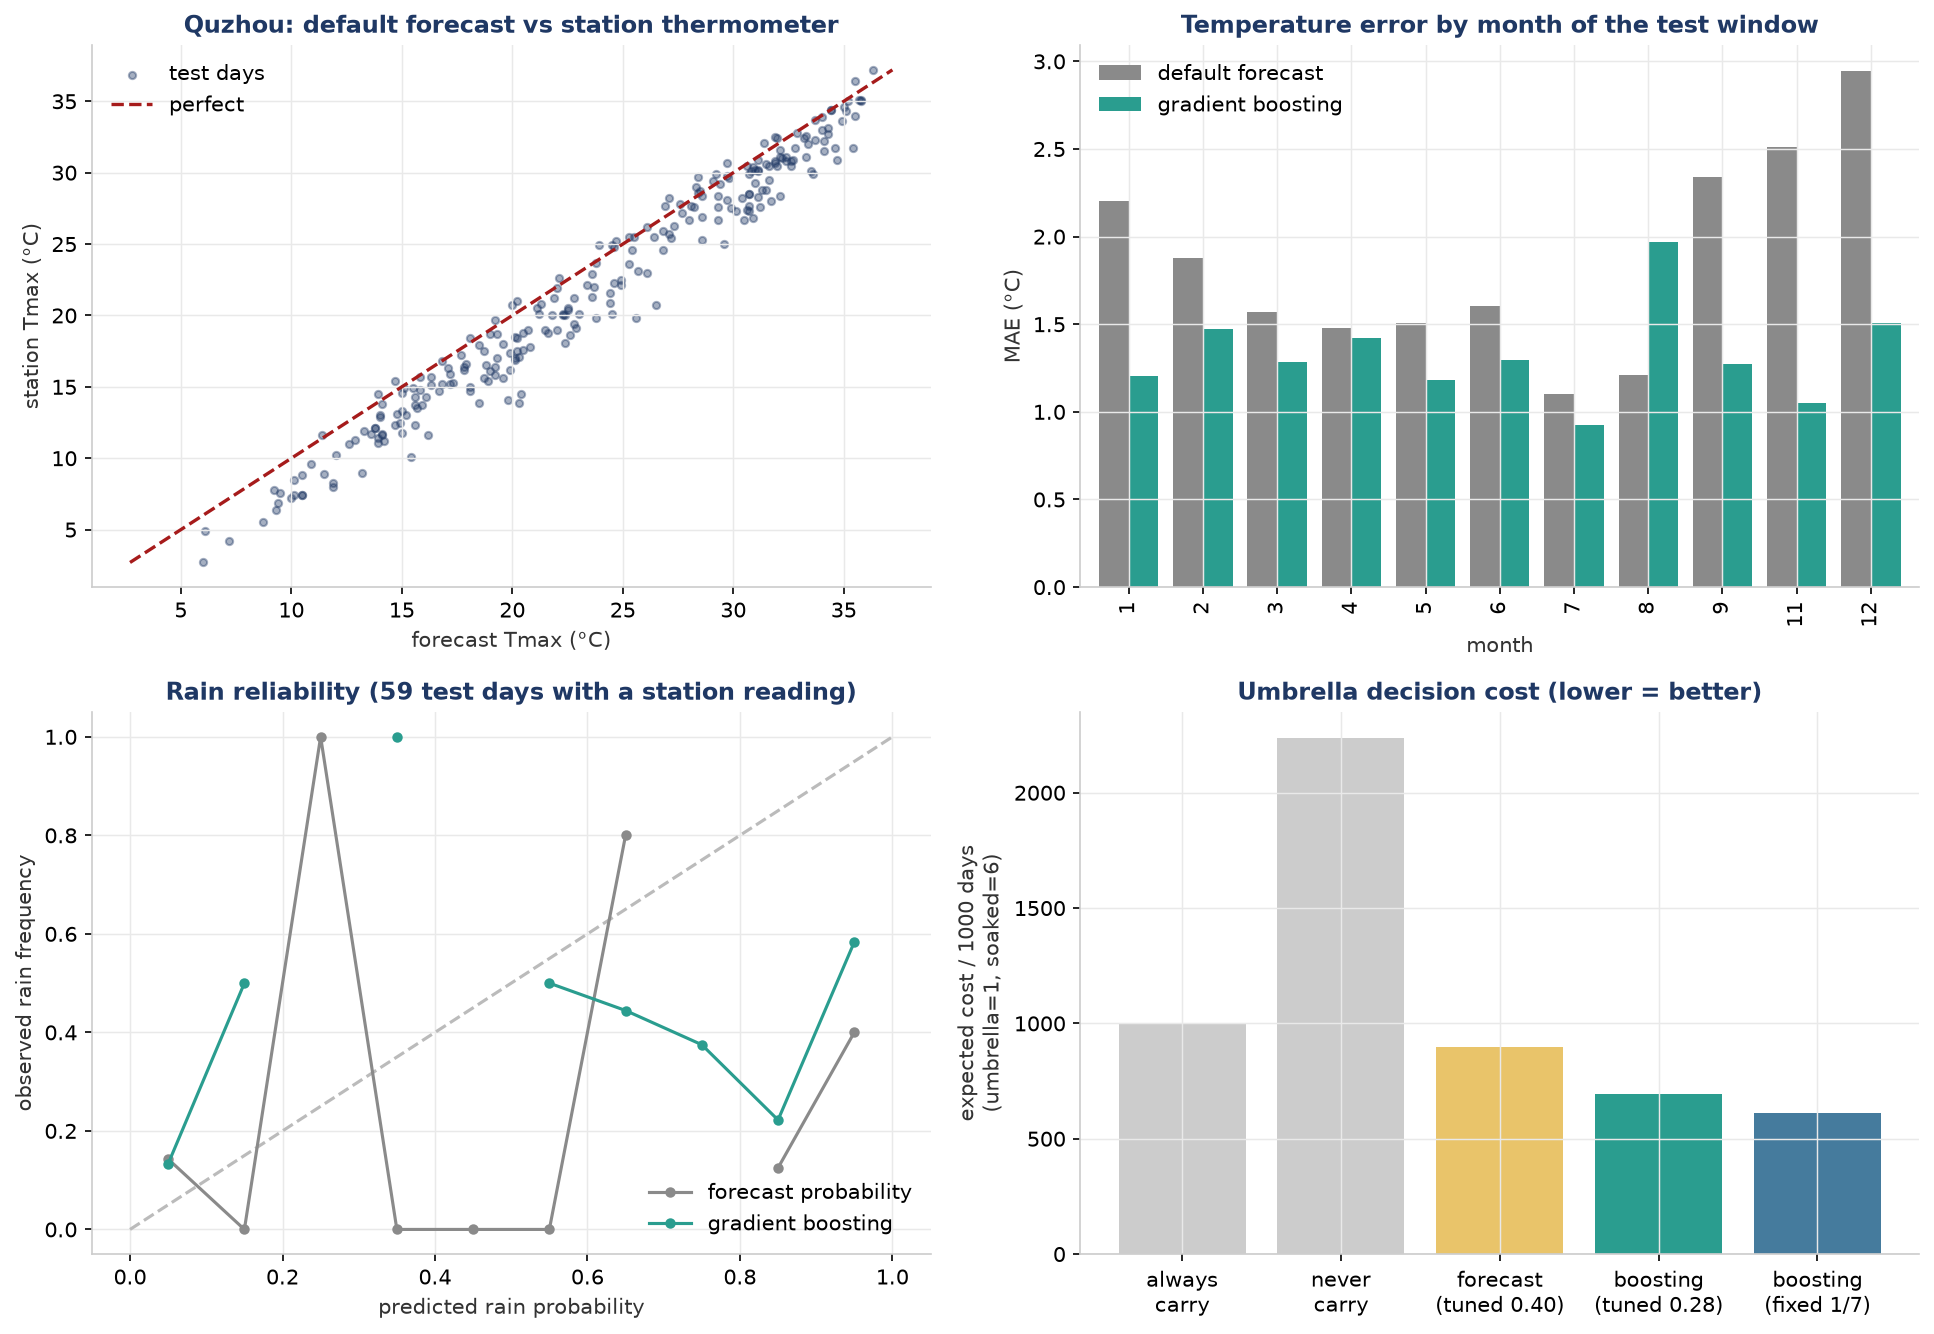 Quzhou: default forecast vs station thermometer
test days
perfect
station Tmax (°C)
35
30
25
20
15
10
5
5 10 15 20 25 30 35
forecast Tmax (°C)
Temperature error by month of the test window
default forecast
gradient boosting
MAE (°C)
3.0
2.5
2.0
1.5
1.0
0.5
0.0
1 2 3 4 5 6 7 8 9 11 12
month
Rain reliability (59 test days with a station reading)
observed rain frequency
1.0
0.8
0.6
0.4
0.2
0.0
forecast probability
gradient boosting
0.0 0.2 0.4 0.6 0.8 1.0
predicted rain probability
Umbrella decision cost (lower = better)
expected cost / 1000 days
(umbrella=1, soaked=6)
2000
1500
1000
500
0
always
carry
never
carry
forecast
(tuned 0.40)
boosting
(tuned 0.28)
boosting
(fixed 1/7)